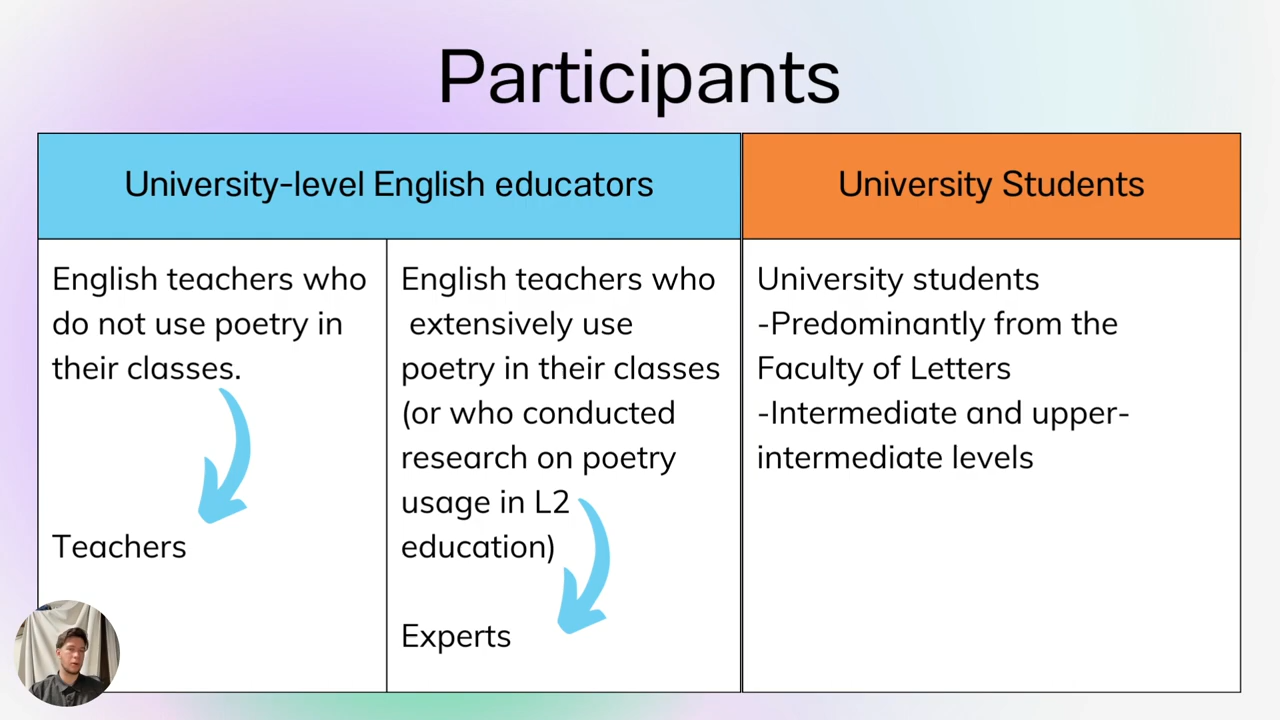 Participants
University-level English educators
University Students
English teachers who
do not use poetry in
their classes.
Teachers
English teachers who
extensively use
poetry in their classes
(or who conducted
research on poetry
usage in L2
education)
Experts
University students
-Predominantly from the
Faculty of Letters
-Intermediate and upper-
intermediate levels